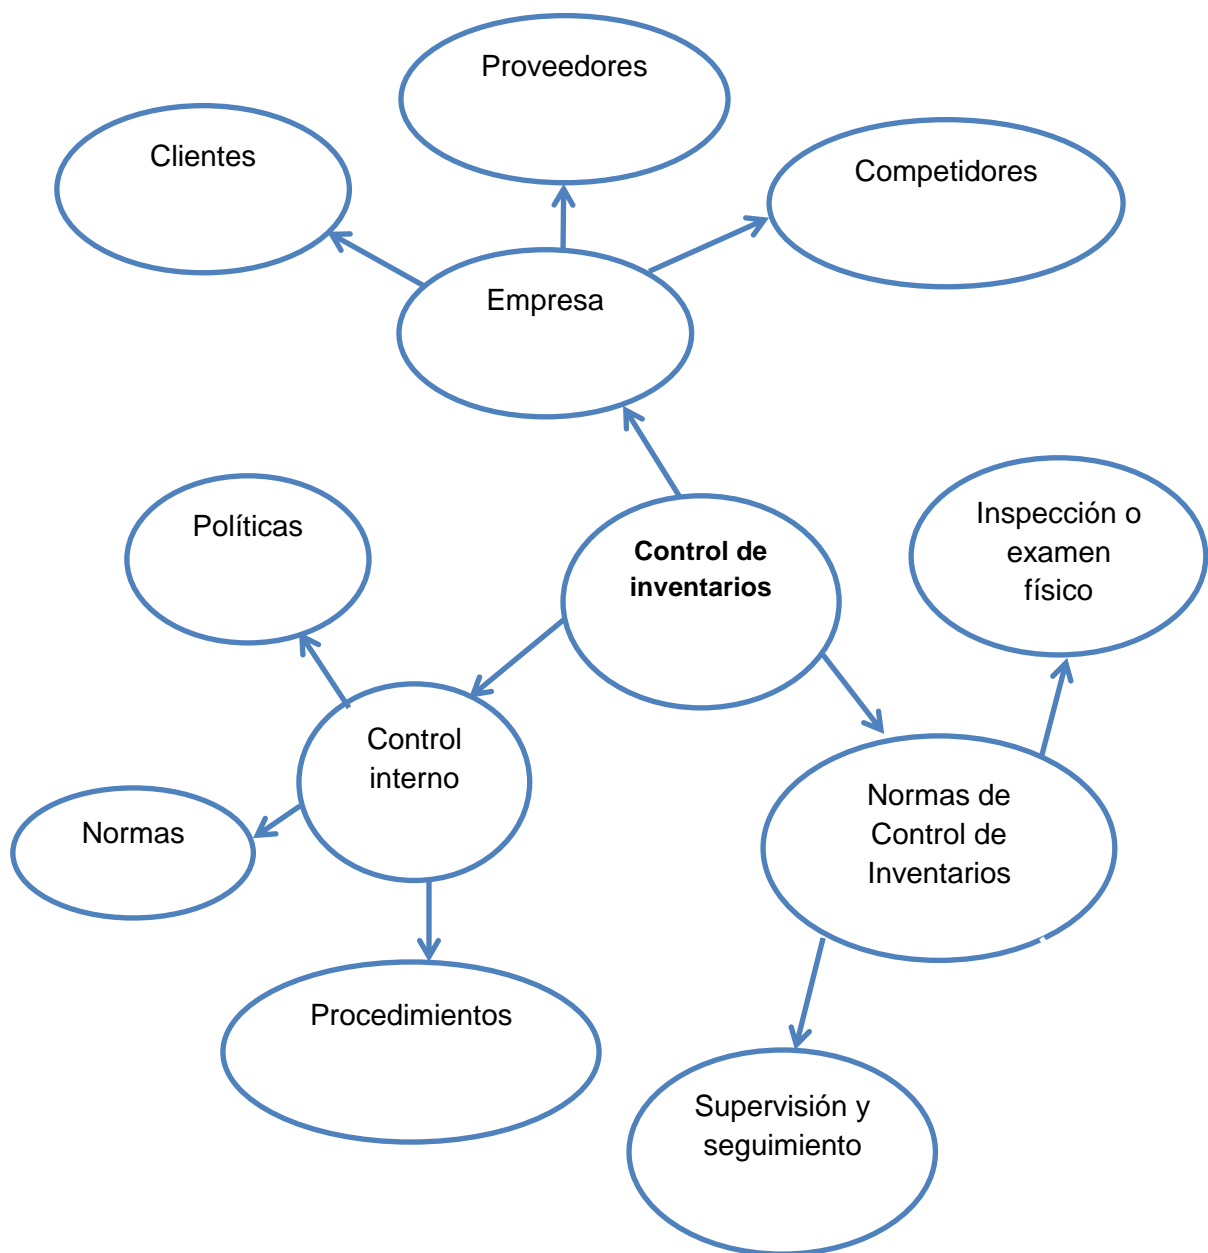 Proveedores
Clientes
Competidores
Empresa
Políticas
Control de
inventarios
Inspección o
examen
físico
Control
interno
Normas
Normas de
Control de
Inventarios
Procedimientos
Supervisión y
seguimiento